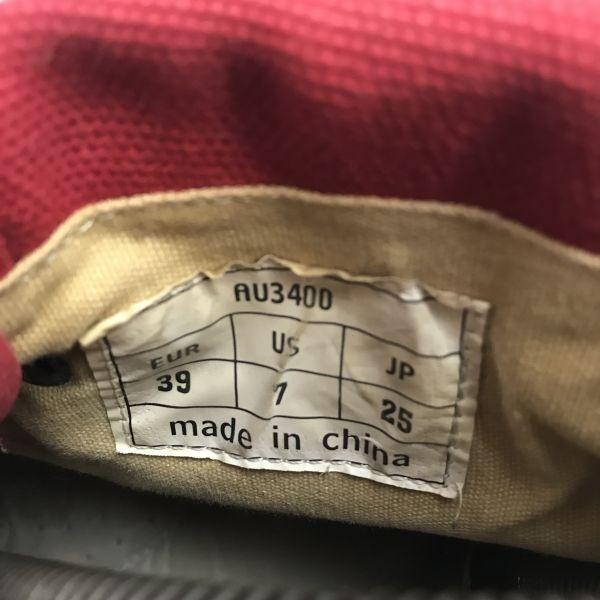 AU3400
EUR US JP
39 7 25
made in china